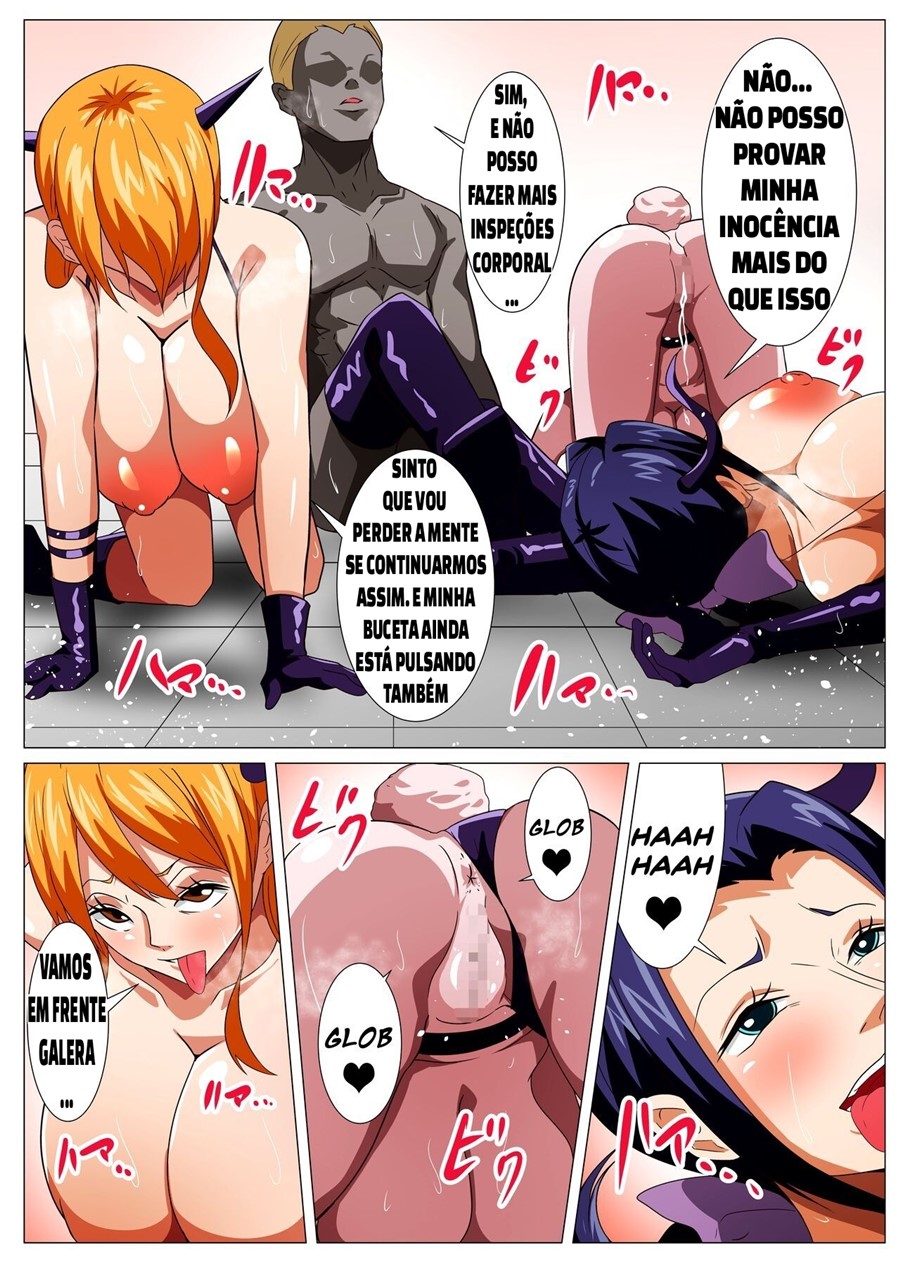 SIM,
E NÃO
POSSO
FAZER MAIS
INSPEÇÕES
CORPORAL
...
NÃO...
NÃO POSSO
PROVAR
MINHA
INOCÊNCIA
MAIS DO
QUE ISSO
ハァ..
ハァ...
ビク
ビク
SINTO
QUE VOU
PERDER A MENTE
SE CONTINUARMOS
ASSIM. E MINHA
BUCETA AINDA
ESTÁ PULSANDO
TAMBÉM
ハァ...
ハァ...
VAMOS
EM FRENTE
GALERA
...
ハァ...
ハァ...
ビク
GLOB
♥
GLOB
♥
ビク
HAAH
HAAH
♥
ハァ...